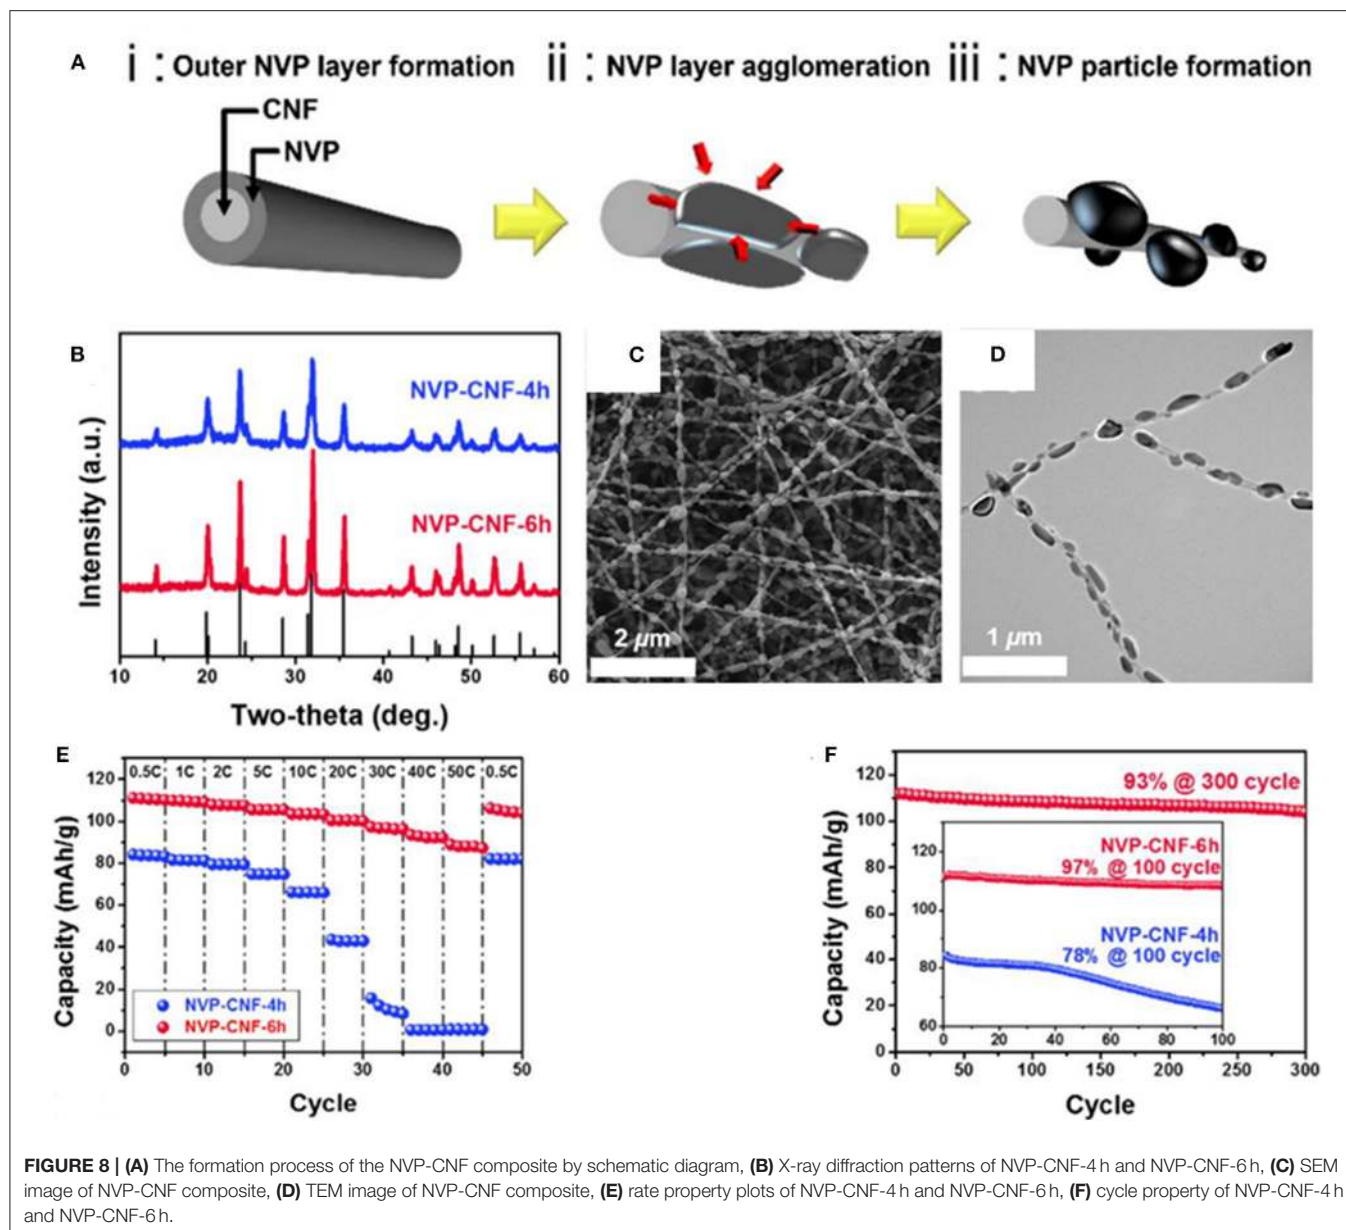 A i : Outer NVP layer formation ii : NVP layer agglomeration iii : NVP particle formation
CNF
NVP
B
NVP-CNF-4h
NVP-CNF-6h
Intensity (a.u.)
10 20 30 40 50 60
Two-theta (deg.)
C
2 µm
D
1 µm
E
0.5C 1C 2C 5C 10C 20C 30C 40C 50C 0.5C
120
100
80
60
40
20
0
Capacity (mAh/g)
NVP-CNF-4h
NVP-CNF-6h
0 10 20 30 40 50
Cycle
F
120
100
80
60
40
20
0
Capacity (mAh/g)
93% @ 300 cycle
120
100
80
60
NVP-CNF-6h
97% @ 100 cycle
NVP-CNF-4h
78% @ 100 cycle
0 20 40 60 80 100
0 50 100 150 200 250 300
Cycle
FIGURE 8 | (A) The formation process of the NVP-CNF composite by schematic diagram, (B) X-ray diffraction patterns of NVP-CNF-4 h and NVP-CNF-6 h, (C) SEM
image of NVP-CNF composite, (D) TEM image of NVP-CNF composite, (E) rate property plots of NVP-CNF-4 h and NVP-CNF-6 h, (F) cycle property of NVP-CNF-4 h
and NVP-CNF-6 h.